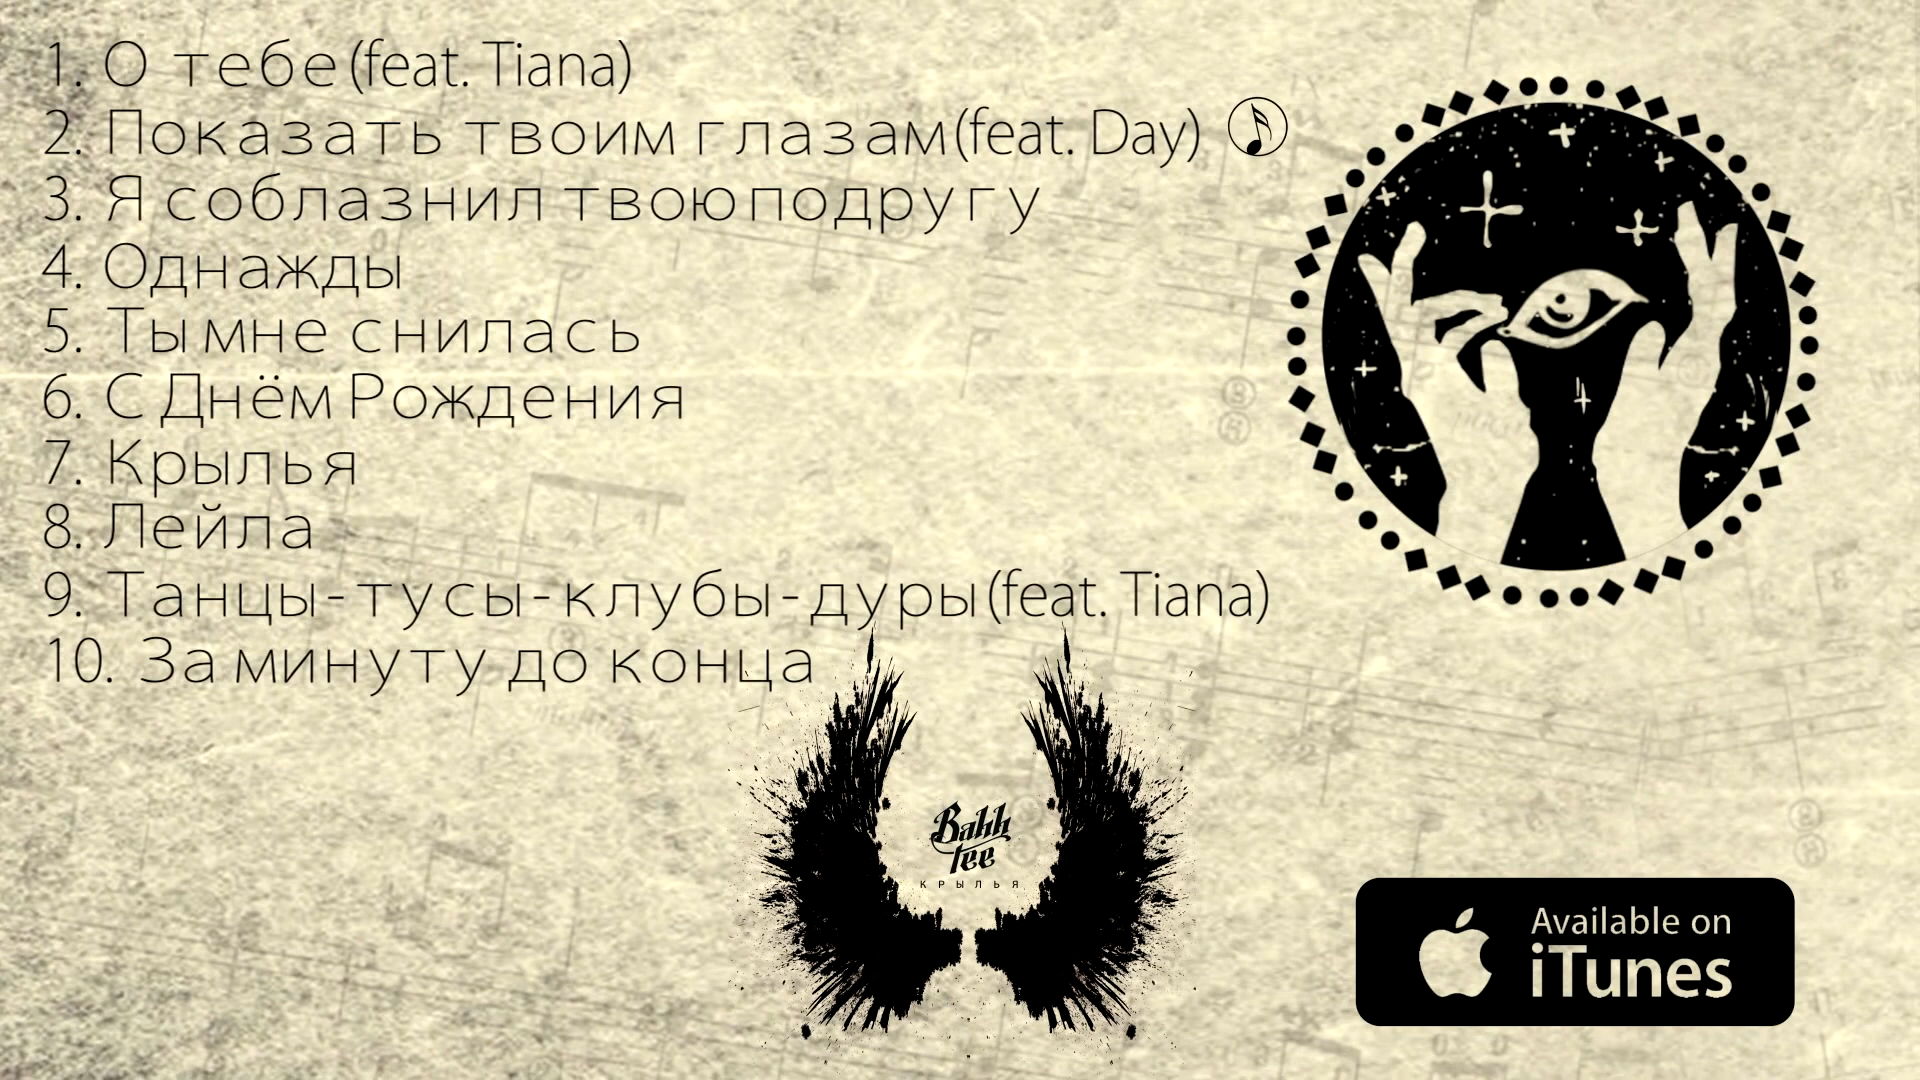 1. О тебе (feat. Tiana)
2. Показать твоим глазам (feat. Day)
3. Я соблазнил твою подругу
4. Однажды
5. Ты мне снилась
6. С Днём Рождения
7. Крылья
8. Лейла
9. Танцы-тусы-клубы-дуры (feat. Tiana)
10. За минуту до конца
Bahh
Tee
КРЫЛЬЯ
Available on
iTunes